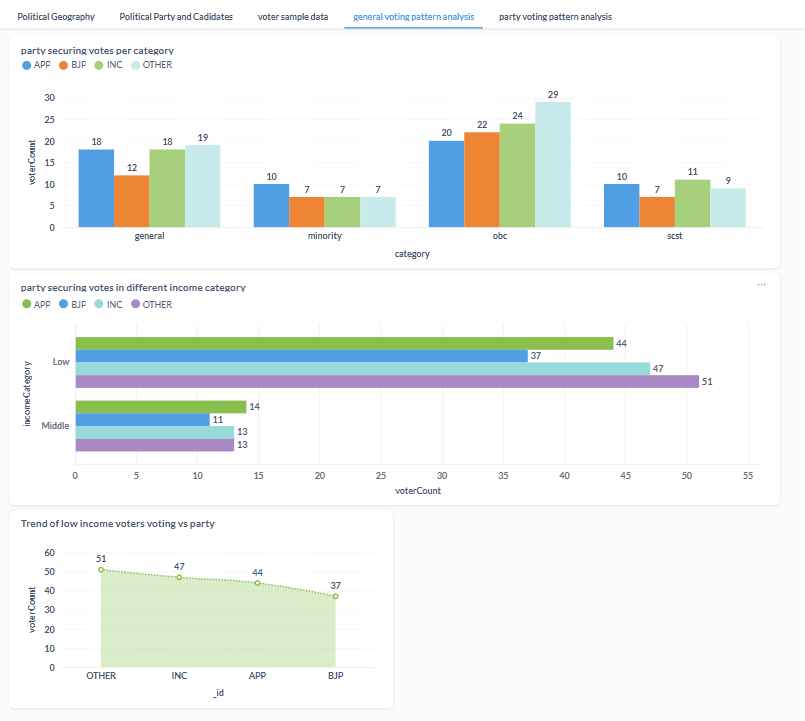 Political Geography Political Party and Cadidates voter sample data general voting pattern analysis party voting pattern analysis
party securing votes per category
APP BJP INC OTHER
voterCount
30
25
20
15
10
5
0
18 12 18 19
10 7 7 7
20 22 24 29
10 7 11 9
general minority obc scst
category
party securing votes in different income category ...
APP BJP INC OTHER
incomeCategory
Low
44
37
47
51
Middle
14
11
13
13
0 5 10 15 20 25 30 35 40 45 50 55
voterCount
Trend of low income voters voting vs party
voterCount
60
50
40
30
20
10
0
51 47 44 37
OTHER INC APP BJP
_id